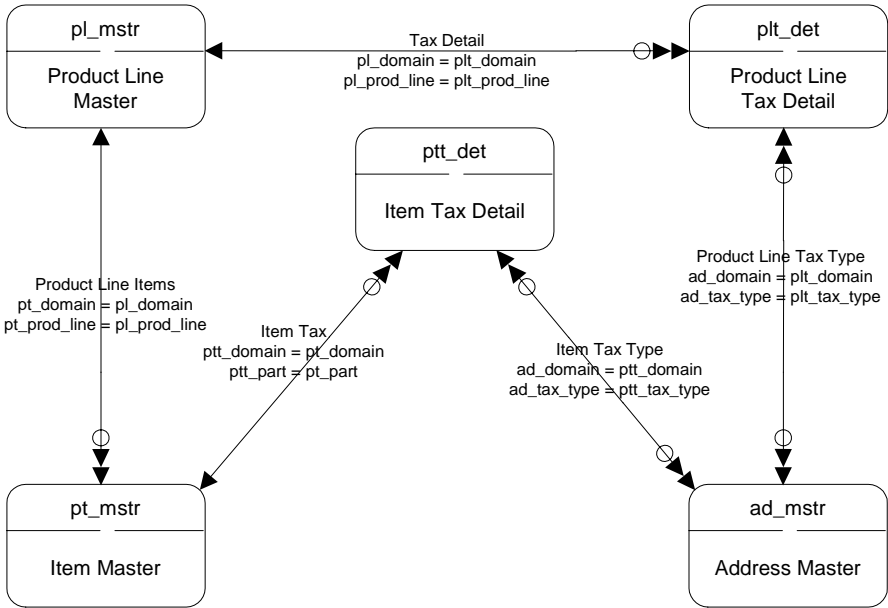 pl_mstr
Product Line
Master
Tax Detail
pl_domain = plt_domain
pl_prod_line = plt_prod_line
plt_det
Product Line
Tax Detail
ptt_det
Item Tax Detail
Product Line Items
pt_domain = pl_domain
pt_prod_line = pl_prod_line
Item Tax
ptt_domain = pt_domain
ptt_part = pt_part
Item Tax Type
ad_domain = ptt_domain
ad_tax_type = ptt_tax_type
Product Line Tax Type
ad_domain = plt_domain
ad_tax_type = plt_tax_type
pt_mstr
Item Master
ad_mstr
Address Master